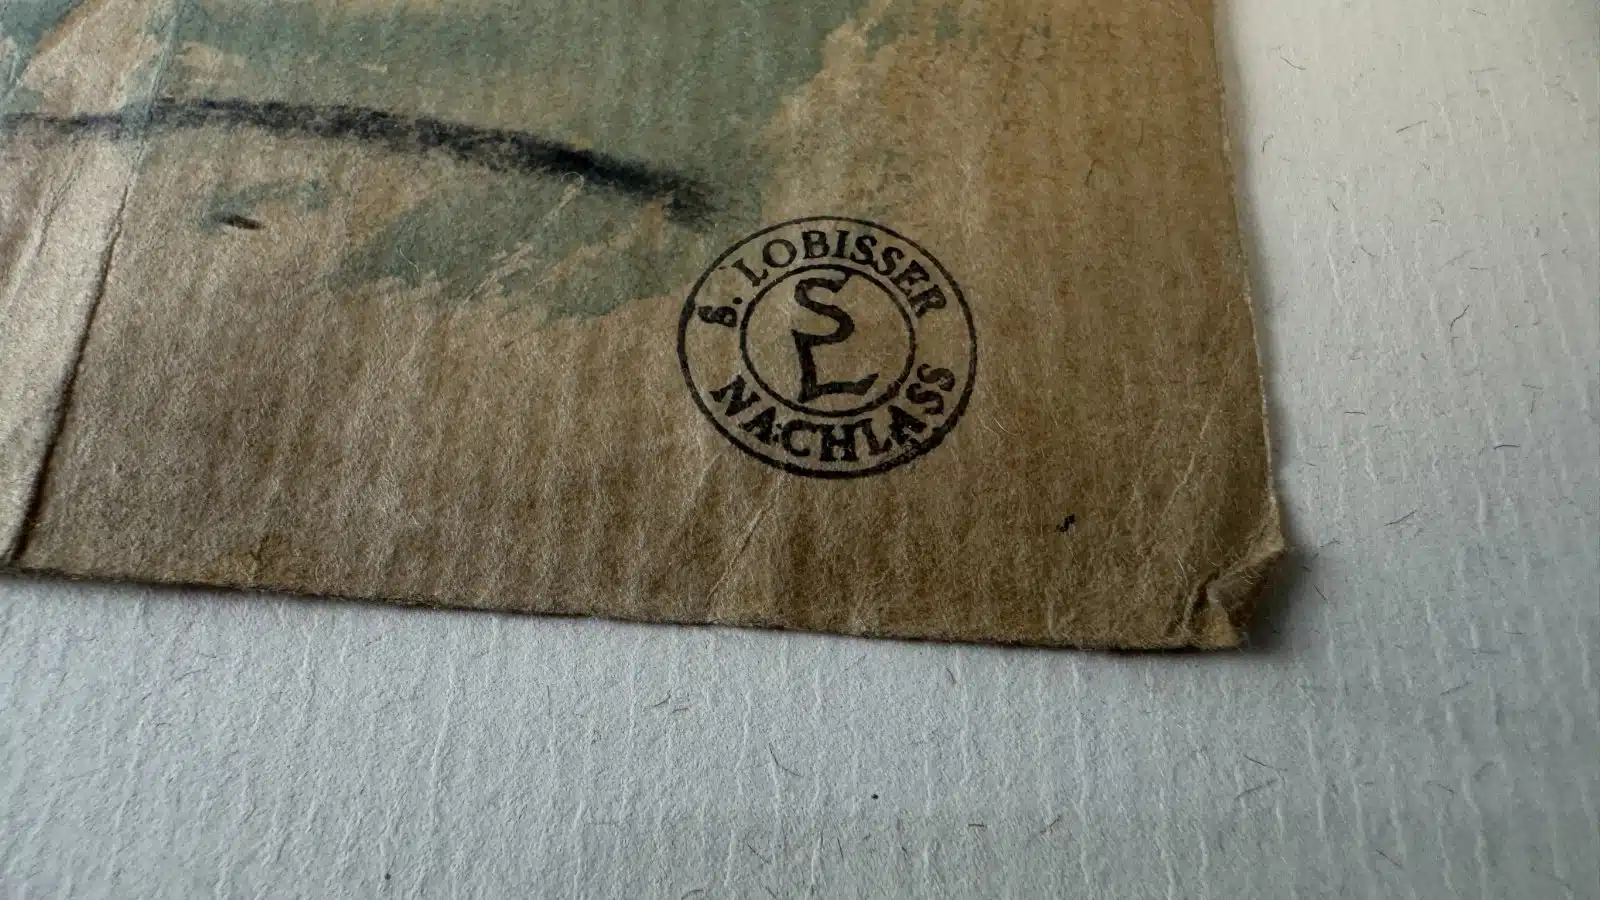 S. LOBISSER
SL
NACHLASS